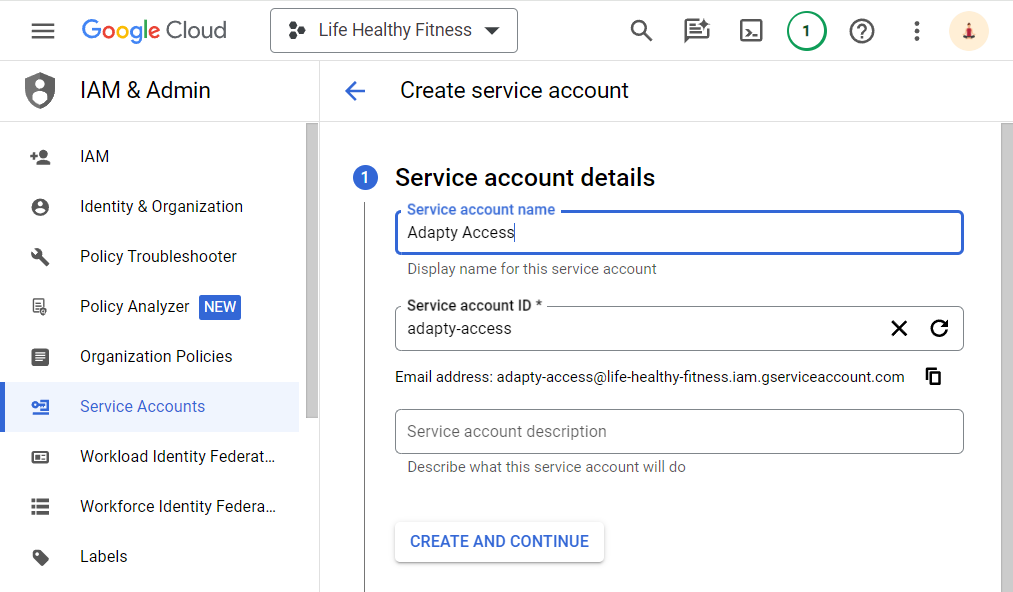 Google Cloud
Life Healthy Fitness
1
IAM & Admin
Create service account
IAM
Identity & Organization
Policy Troubleshooter
Policy Analyzer NEW
Organization Policies
Service Accounts
Workload Identity Federat...
Workforce Identity Federa...
Labels
1 Service account details
Service account name
Adapty Access
Display name for this service account
Service account ID *
adapty-access
Email address: adapty-access@life-healthy-fitness.iam.gserviceaccount.com
Service account description
Describe what this service account will do
CREATE AND CONTINUE